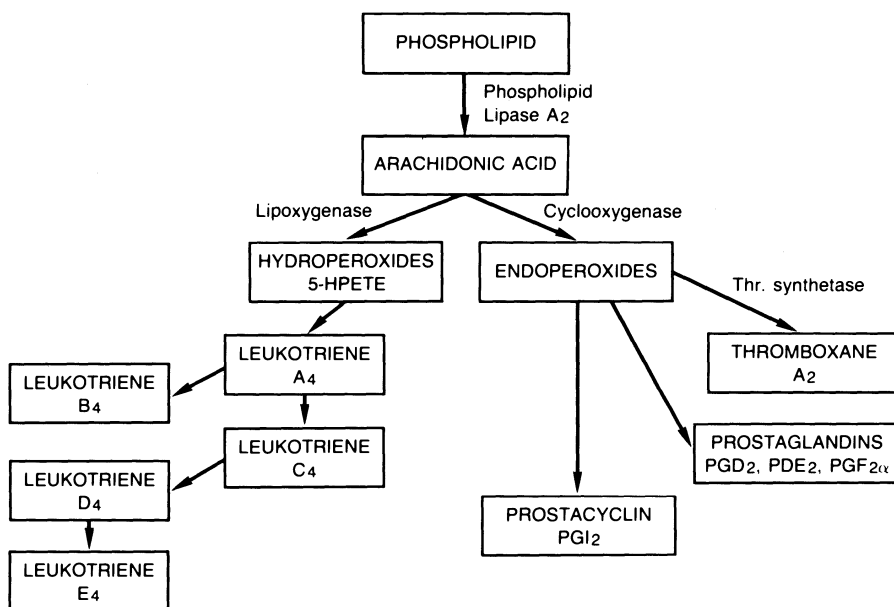 PHOSPHOLIPID
Phospholipid
Lipase A2
ARACHIDONIC ACID
Lipoxygenase
Cyclooxygenase
HYDROPEROXIDES
5-HPETE
ENDOPEROXIDES
Thr. synthetase
LEUKOTRIENE
A4
THROMBOXANE
A2
LEUKOTRIENE
B4
LEUKOTRIENE
C4
PROSTAGLANDINS
PGD2, PDE2, PGF2α
LEUKOTRIENE
D4
PROSTACYCLIN
PGI2
LEUKOTRIENE
E4